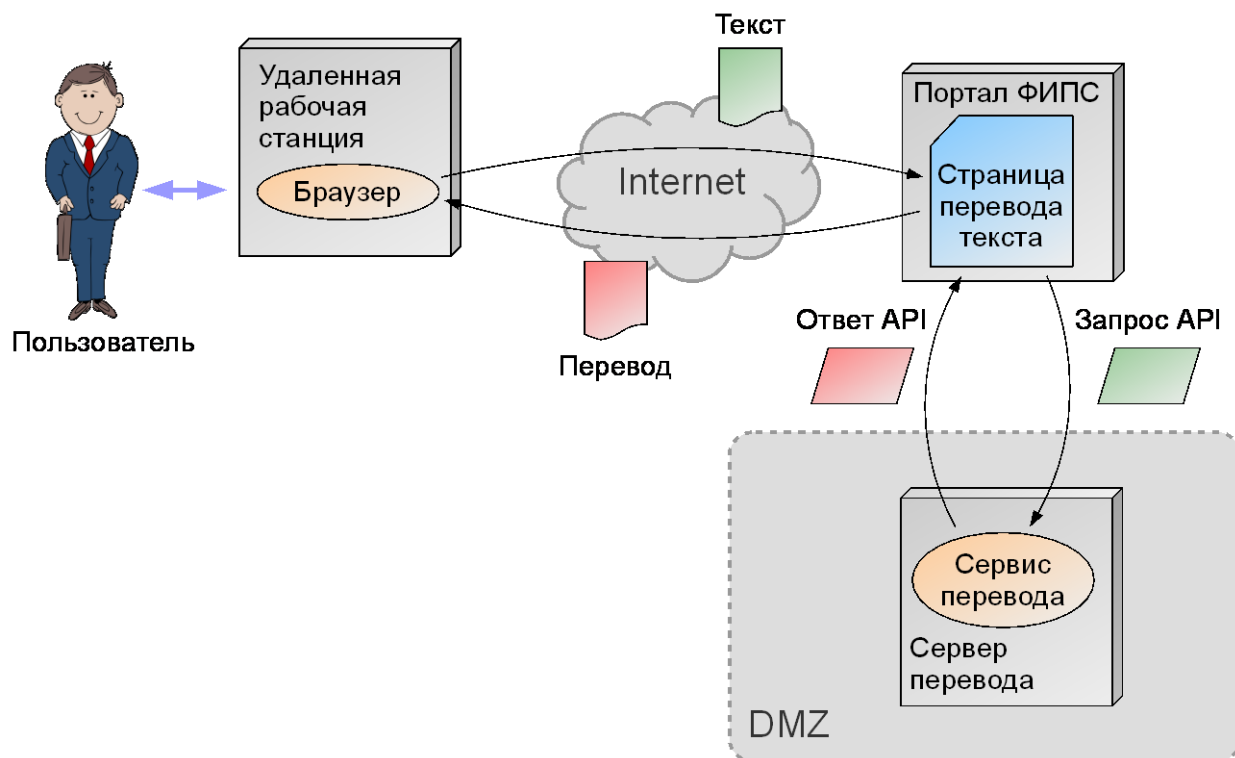 Текст
Удаленная
рабочая
станция
Браузер
Internet
Портал ФИПС
Страница
перевода
текста
Пользователь
Перевод
Ответ API
Запрос API
Сервис
перевода
Сервер
перевода
DMZ